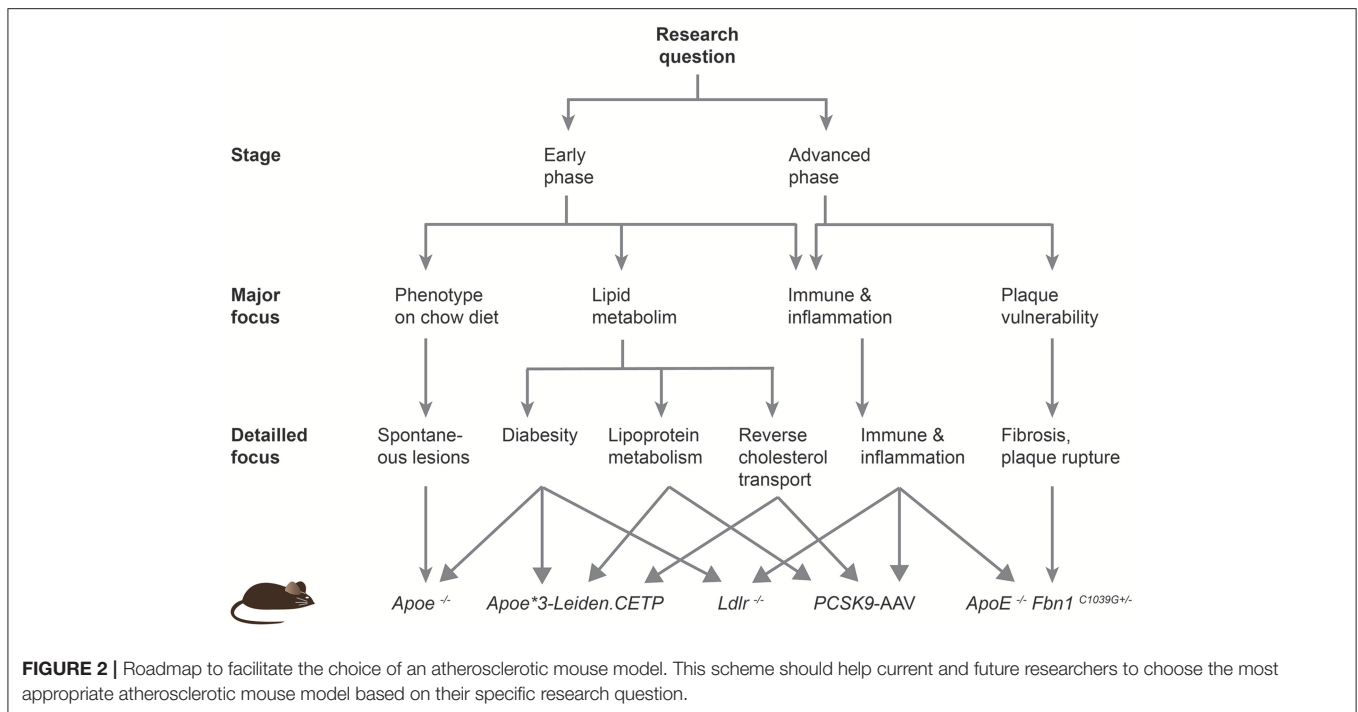 Research
question
Stage
Early
phase
Advanced
phase
Major
focus
Phenotype
on chow diet
Lipid
metabolim
Immune &
inflammation
Plaque
vulnerability
Detailled
focus
Spontane-
ous lesions
Diabesity
Lipoprotein
metabolism
Reverse
cholesterol
transport
Immune &
inflammation
Fibrosis,
plaque rupture
Apoe -/-
Apoe*3-Leiden.CETP
Ldlr -/-
PCSK9-AAV
ApoE -/- Fbn1 C1039G+/-
FIGURE 2 | Roadmap to facilitate the choice of an atherosclerotic mouse model. This scheme should help current and future researchers to choose the most
appropriate atherosclerotic mouse model based on their specific research question.